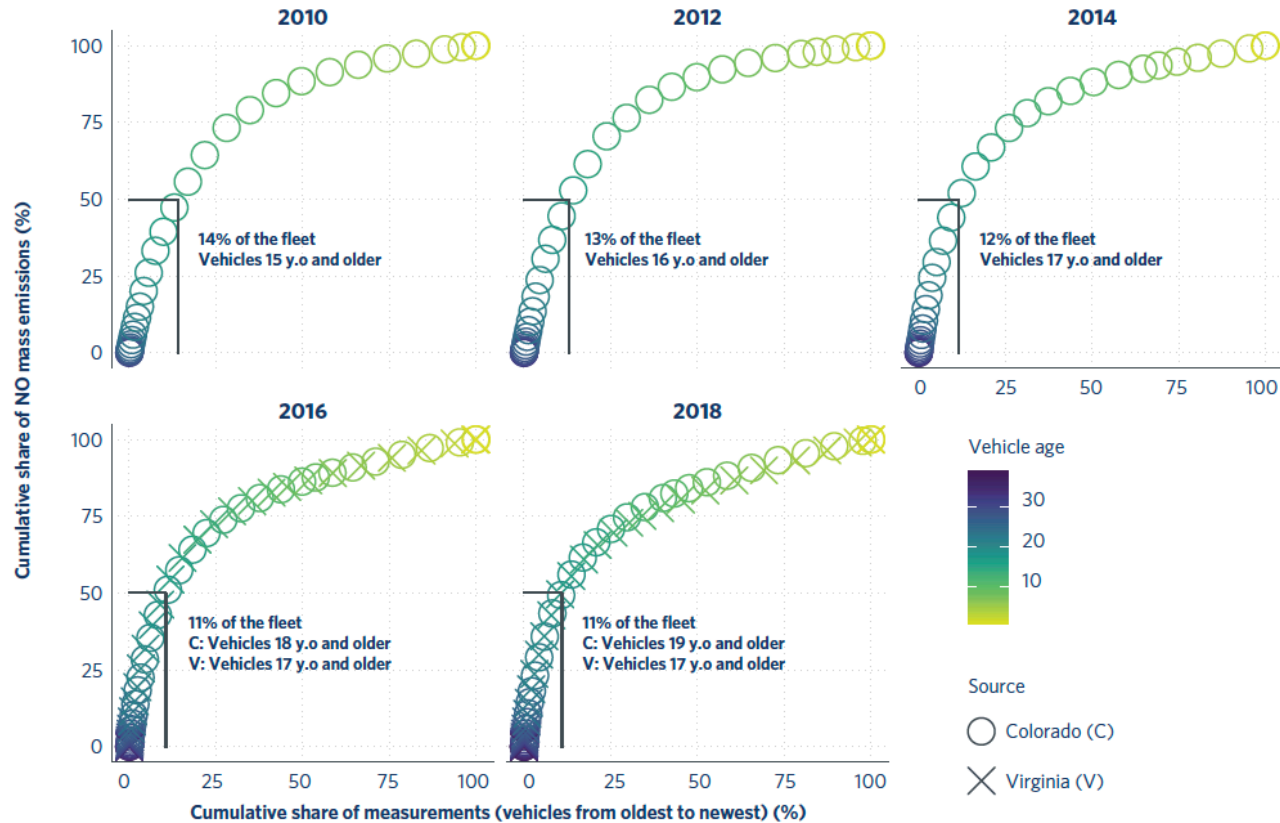 2010
2012
2014
Cumulative share of NO mass emissions (%)
100
75
50
25
0
14% of the fleet
Vehicles 15 y.o and older
13% of the fleet
Vehicles 16 y.o and older
12% of the fleet
Vehicles 17 y.o and older
0
25
50
75
100
2016
2018
100
75
50
25
0
11% of the fleet
C: Vehicles 18 y.o and older
V: Vehicles 17 y.o and older
11% of the fleet
C: Vehicles 19 y.o and older
V: Vehicles 17 y.o and older
0
25
50
75
100
0
25
50
75
100
Cumulative share of measurements (vehicles from oldest to newest) (%)
Vehicle age
30
20
10
Source
Colorado (C)
Virginia (V)